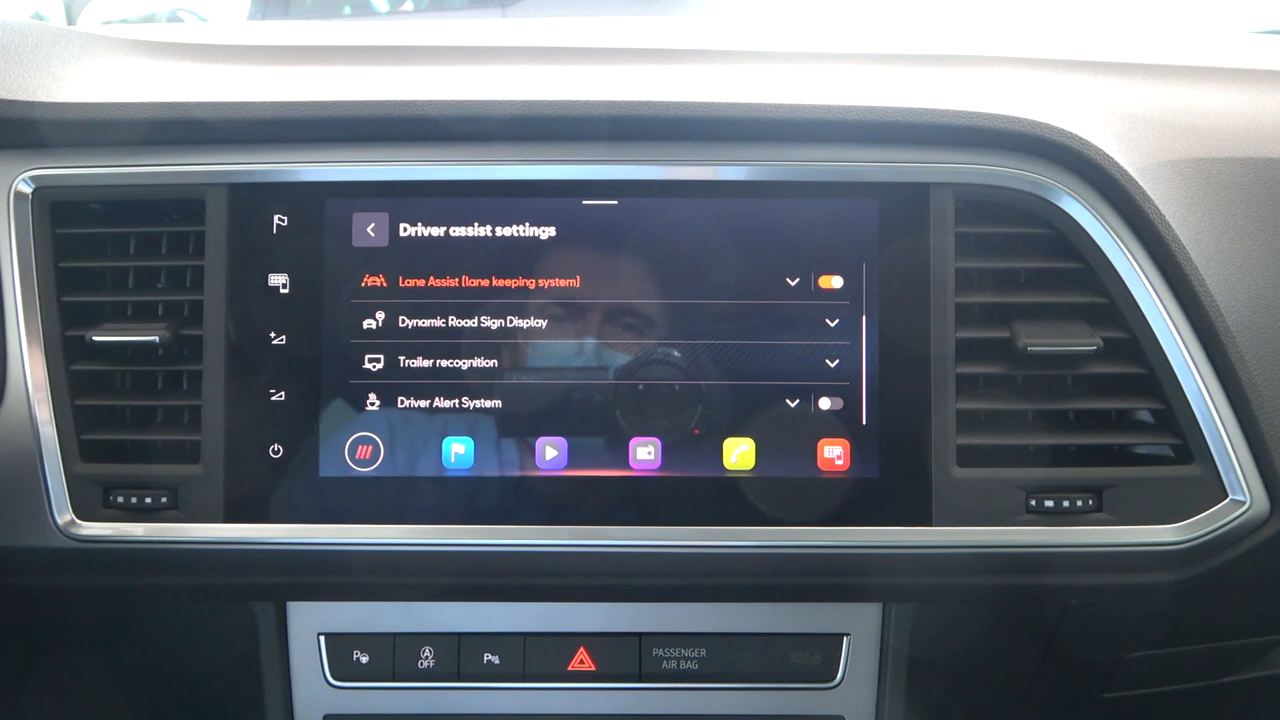 Driver assist settings
Lane Assist (lane keeping system)
Dynamic Road Sign Display
Trailer recognition
Driver Alert System
P
A
OFF
P
PASSENGER
AIR BAG